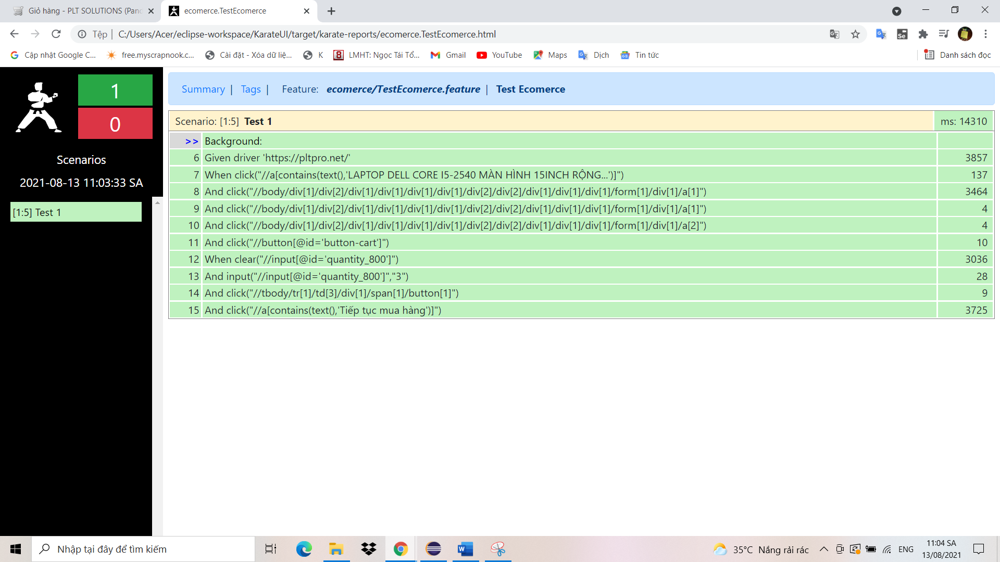 Giỏ hàng - PLT SOLUTIONS (Pand
ecomerce.TestEcomerce
Tệp | C:/Users/Acer/eclipse-workspace/KarateUI/target/karate-reports/ecomerce.TestEcomerce.html
Cập nhật Google C... free.myscrapnook.c... Cài đặt - Xóa dữ liệ... K LMHT: Ngọc Tái Tổ... Gmail YouTube Maps Dịch Tin tức Danh sách đọc
1
0
Scenarios
2021-08-13 11:03:33 SA
[1:5] Test 1
Summary | Tags | Feature: ecomerce/TestEcomerce.feature | Test Ecomerce
Scenario: [1:5] Test 1 ms: 14310
>> Background:
6 Given driver 'https://pltpro.net/' 3857
7 When click("//a[contains(text(),'LAPTOP DELL CORE I5-2540 MÀN HÌNH 15INCH RỘNG...')]") 137
8 And click("//body/div[1]/div[2]/div[1]/div[1]/div[1]/div[1]/div[2]/div[2]/div[1]/div[1]/div[1]/form[1]/div[1]/a[1]") 3464
9 And click("//body/div[1]/div[2]/div[1]/div[1]/div[1]/div[1]/div[2]/div[2]/div[1]/div[1]/div[1]/form[1]/div[1]/a[1]") 4
10 And click("//body/div[1]/div[2]/div[1]/div[1]/div[1]/div[1]/div[2]/div[2]/div[1]/div[1]/div[1]/form[1]/div[1]/a[2]") 4
11 And click("//button[@id='button-cart']") 10
12 When clear("//input[@id='quantity_800']") 3036
13 And input("//input[@id='quantity_800']","3") 28
14 And click("//tbody/tr[1]/td[3]/div[1]/span[1]/button[1]") 9
15 And click("//a[contains(text(),'Tiếp tục mua hàng')]") 3725
Nhập tại đây để tìm kiếm
35°C Nắng rải rác
ENG
11:04 SA
13/08/2021